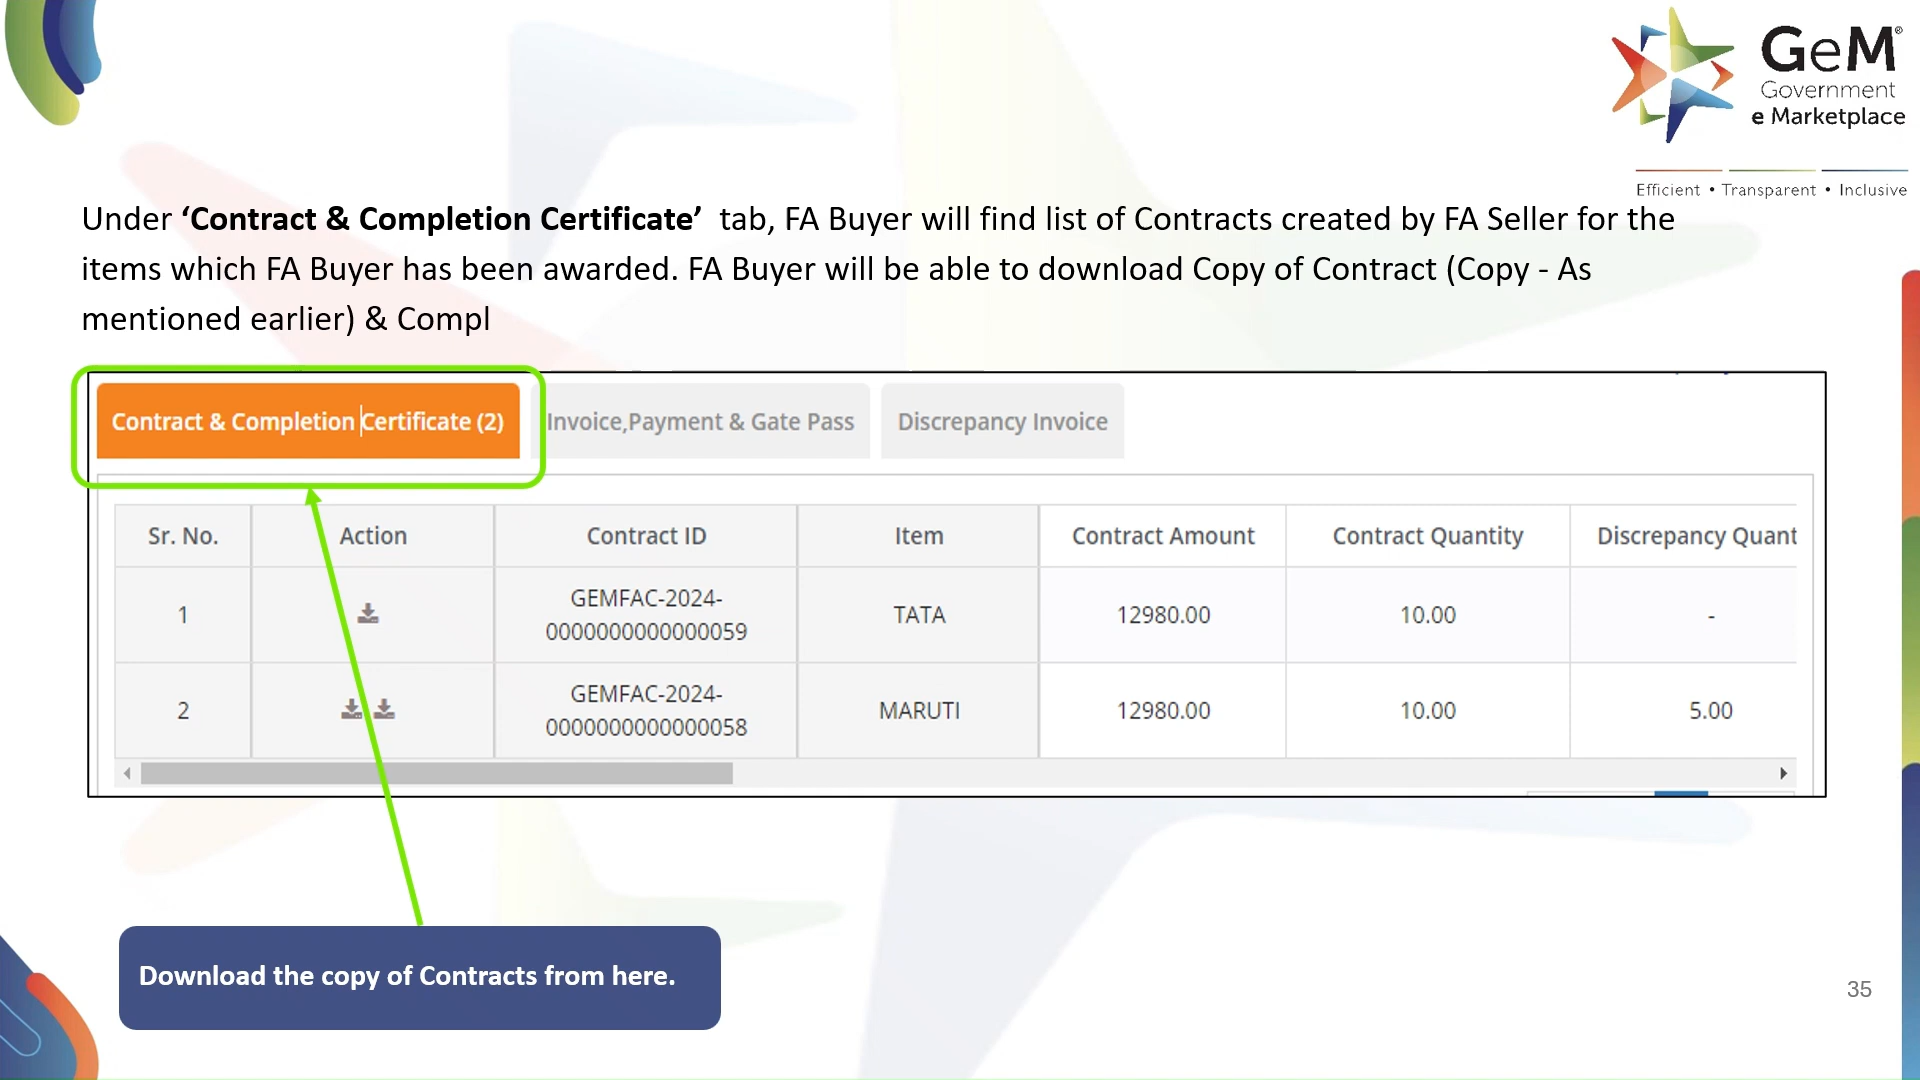 GeM®
Government
e Marketplace
Efficient • Transparent • Inclusive
Under ‘Contract & Completion Certificate’ tab, FA Buyer will find list of Contracts created by FA Seller for the
items which FA Buyer has been awarded. FA Buyer will be able to download Copy of Contract (Copy - As
mentioned earlier) & Compl
Contract & Completion Certificate (2) Invoice,Payment & Gate Pass Discrepancy Invoice
Sr. No. Action Contract ID Item Contract Amount Contract Quantity Discrepancy Quant
1 GEMFAC-2024-0000000000000059 TATA 12980.00 10.00 -
2 GEMFAC-2024-0000000000000058 MARUTI 12980.00 10.00 5.00
Download the copy of Contracts from here.
35